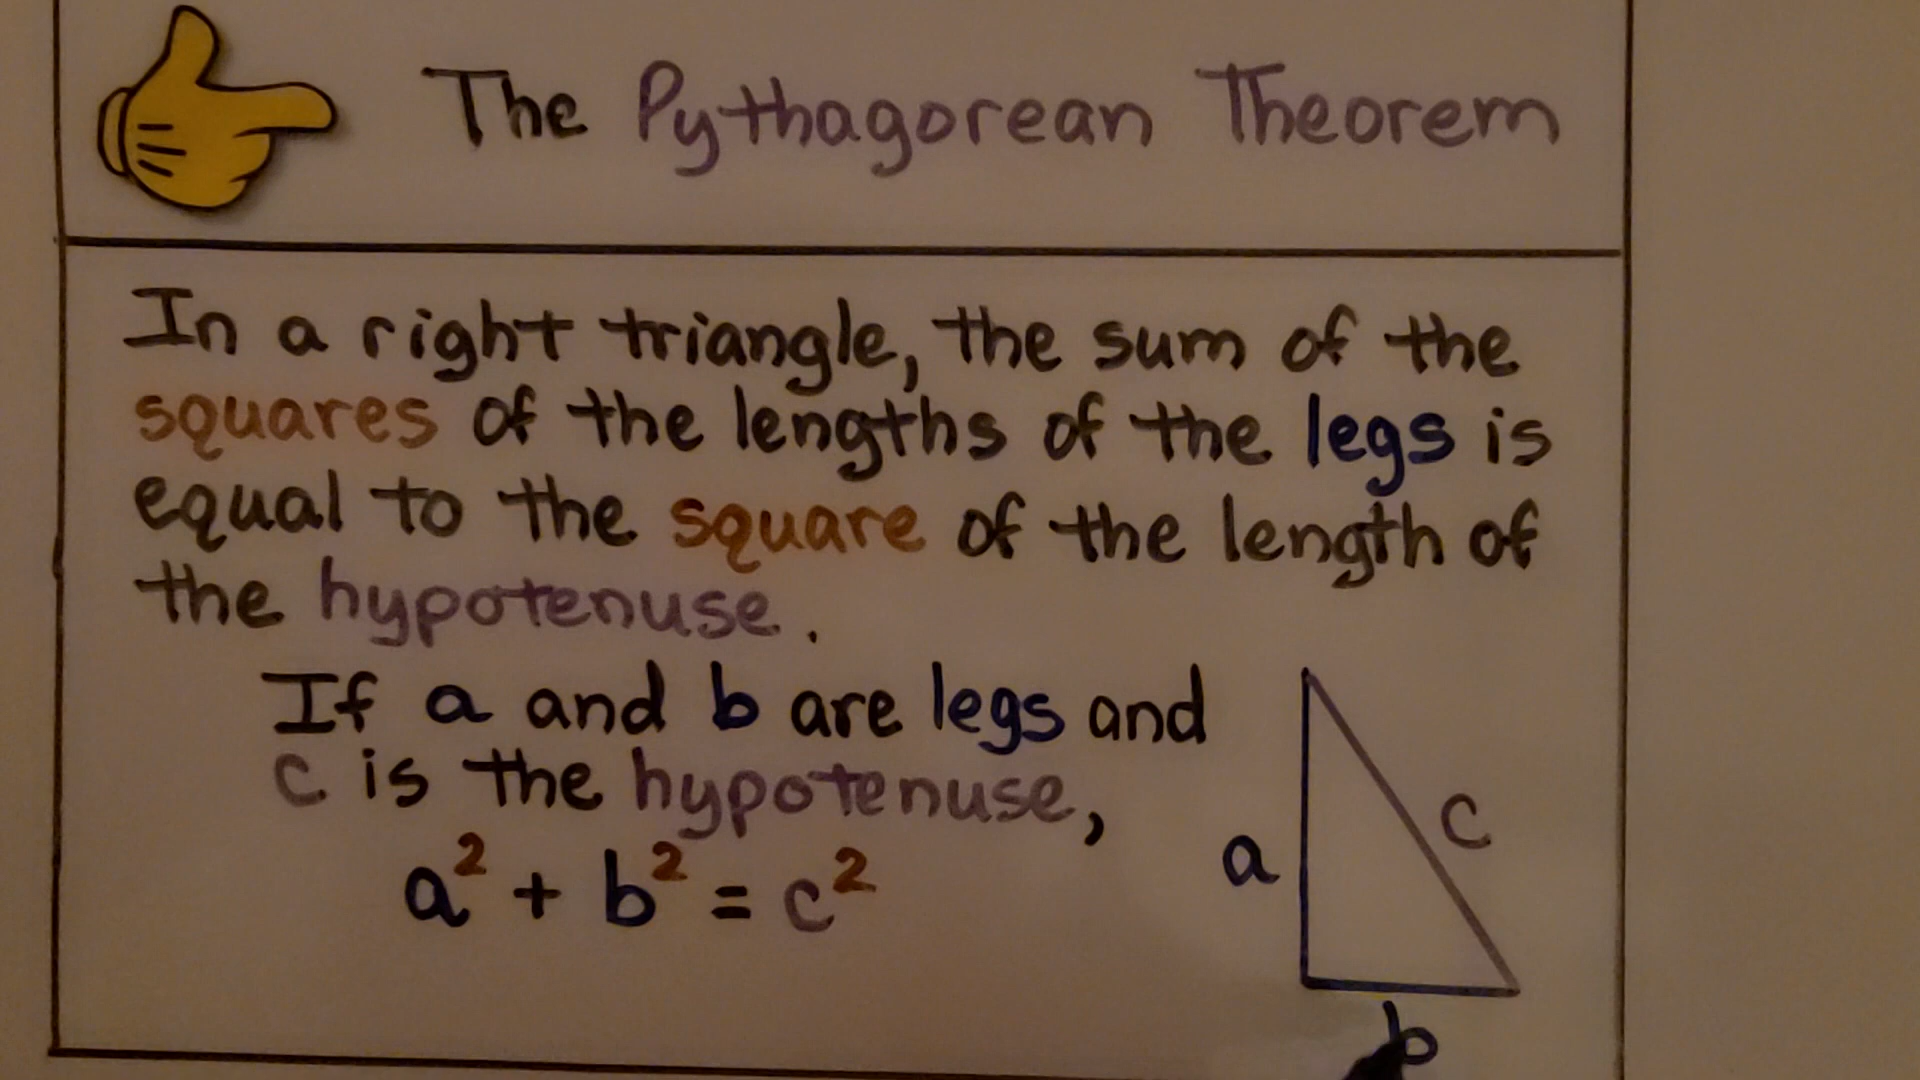 The Pythagorean Theorem
In a right triangle, the sum of the
squares of the lengths of the legs is
equal to the square of the length of
the hypotenuse.
If a and b are legs and
c is the hypotenuse,
a² + b² = c²
a
c
b